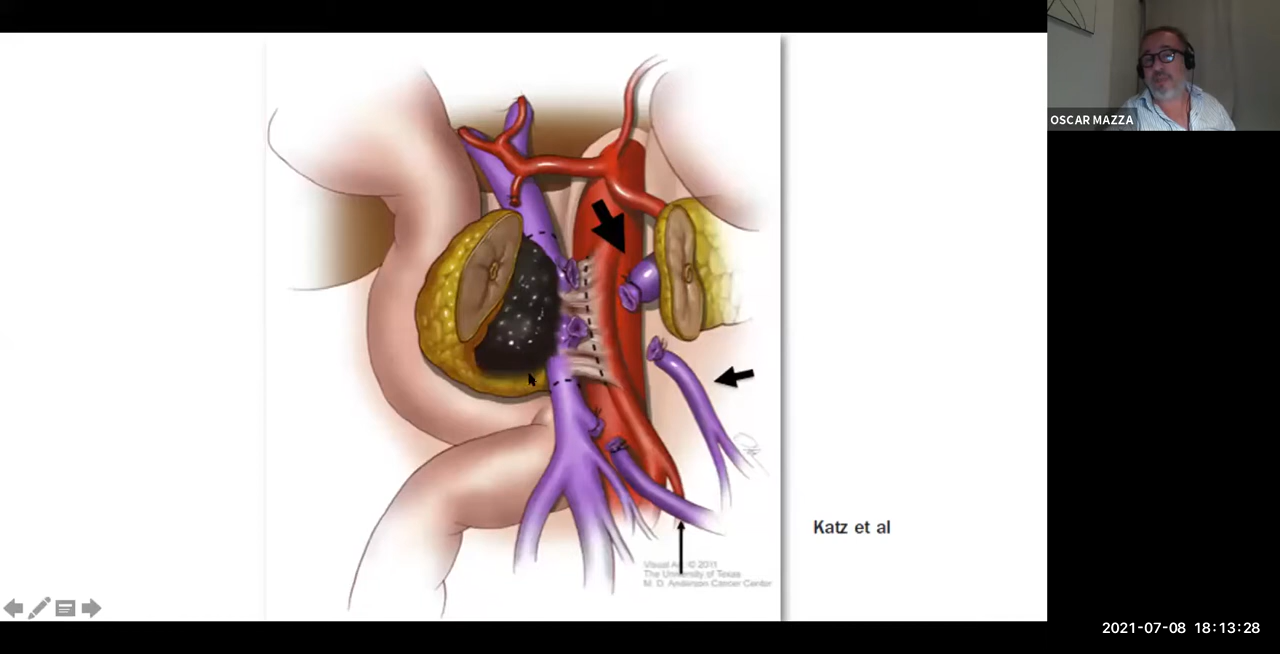 OSCAR MAZZA
Katz et al
Visual Art © 2011
The University of Texas
M. D. Anderson Cancer Center
2021-07-08 18:13:28